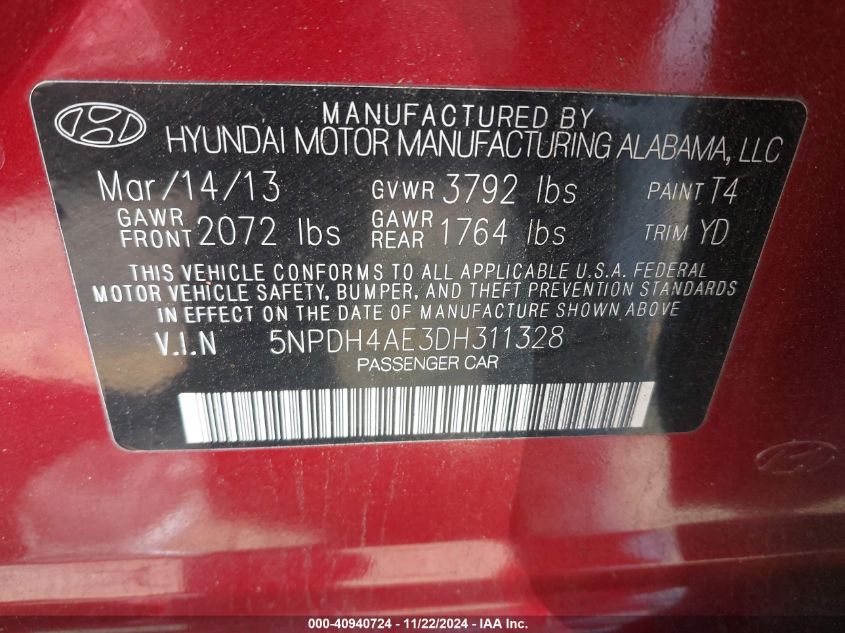 MANUFACTURED BY
HYUNDAI MOTOR MANUFACTURING ALABAMA, LLC
Mar/14/13 GVWR 3792 lbs PAINT T4
GAWR FRONT 2072 lbs GAWR REAR 1764 lbs TRIM YD
THIS VEHICLE CONFORMS TO ALL APPLICABLE U.S.A. FEDERAL
MOTOR VEHICLE SAFETY, BUMPER, AND THEFT PREVENTION STANDARDS
IN EFFECT ON THE DATE OF MANUFACTURE SHOWN ABOVE
V.I.N 5NPDH4AE3DH311328
PASSENGER CAR
000-40940724 - 11/22/2024 - IAA Inc.